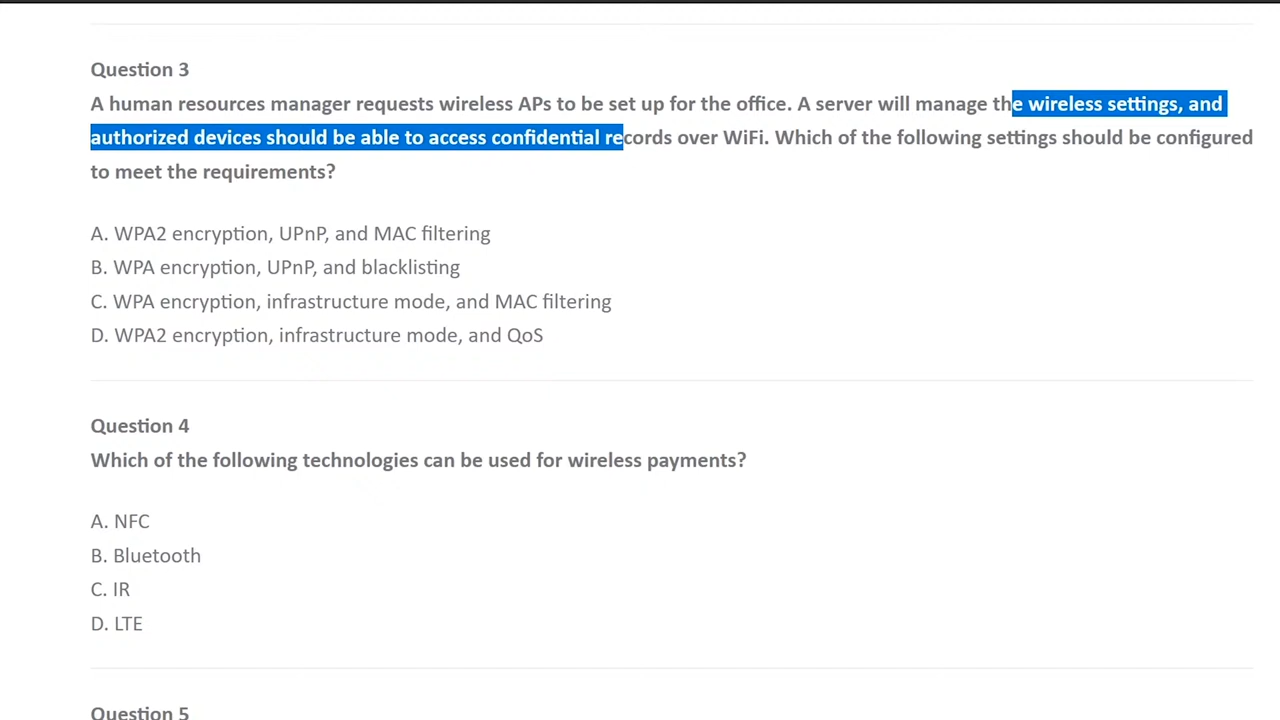 Question 3
A human resources manager requests wireless APs to be set up for the office. A server will manage the wireless settings, and
authorized devices should be able to access confidential records over WiFi. Which of the following settings should be configured
to meet the requirements?
A. WPA2 encryption, UPnP, and MAC filtering
B. WPA encryption, UPnP, and blacklisting
C. WPA encryption, infrastructure mode, and MAC filtering
D. WPA2 encryption, infrastructure mode, and QoS
Question 4
Which of the following technologies can be used for wireless payments?
A. NFC
B. Bluetooth
C. IR
D. LTE
Question 5